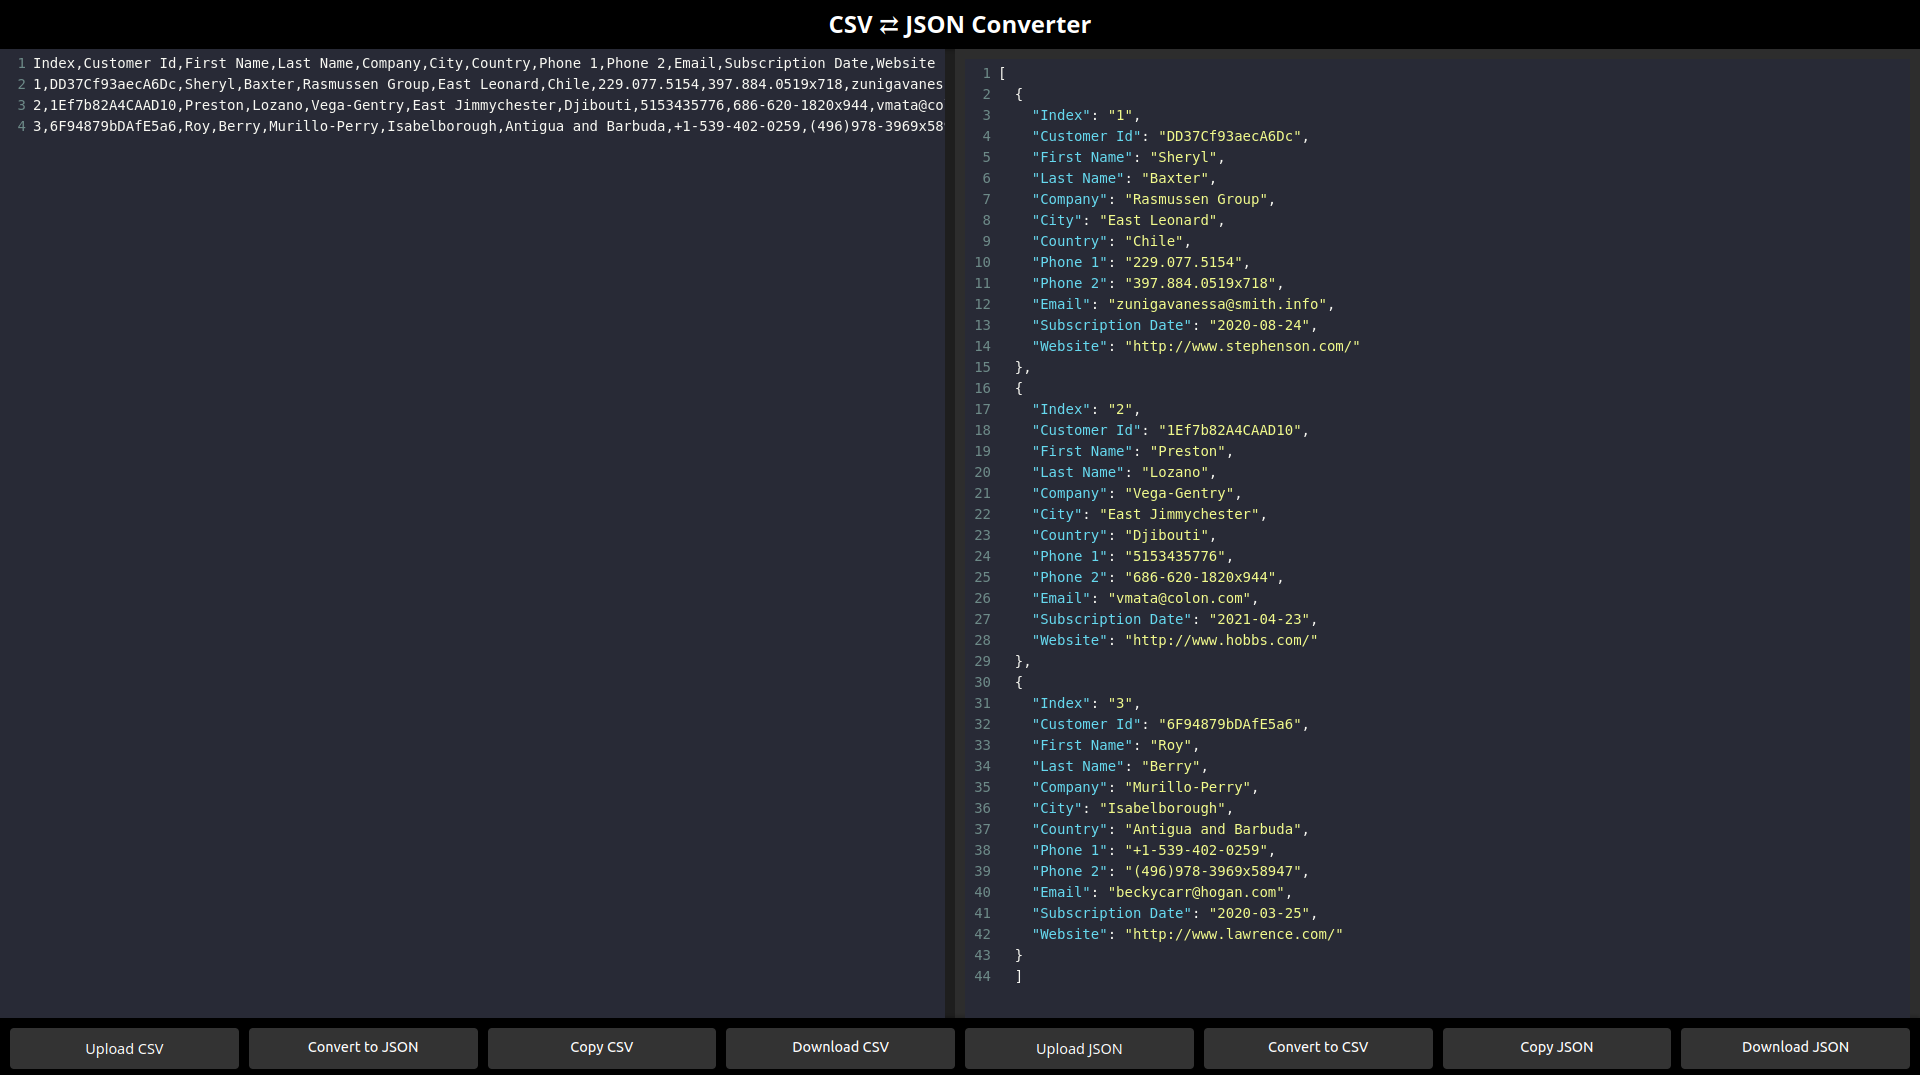 CSV ⇄ JSON Converter
1 Index,Customer Id,First Name,Last Name,Company,City,Country,Phone 1,Phone 2,Email,Subscription Date,Website
2 1,DD37Cf93aecA6Dc,Sheryl,Baxter,Rasmussen Group,East Leonard,Chile,229.077.5154,397.884.0519x718,zunigavanes
3 2,1Ef7b82A4CAAD10,Preston,Lozano,Vega-Gentry,East Jimmychester,Djibouti,5153435776,686-620-1820x944,vmata@co
4 3,6F94879bDAfE5a6,Roy,Berry,Murillo-Perry,Isabelborough,Antigua and Barbuda,+1-539-402-0259,(496)978-3969x58
1 [
2 {
3 "Index": "1",
4 "Customer Id": "DD37Cf93aecA6Dc",
5 "First Name": "Sheryl",
6 "Last Name": "Baxter",
7 "Company": "Rasmussen Group",
8 "City": "East Leonard",
9 "Country": "Chile",
10 "Phone 1": "229.077.5154",
11 "Phone 2": "397.884.0519x718",
12 "Email": "zunigavanessa@smith.info",
13 "Subscription Date": "2020-08-24",
14 "Website": "http://www.stephenson.com/"
15 },
16 {
17 "Index": "2",
18 "Customer Id": "1Ef7b82A4CAAD10",
19 "First Name": "Preston",
20 "Last Name": "Lozano",
21 "Company": "Vega-Gentry",
22 "City": "East Jimmychester",
23 "Country": "Djibouti",
24 "Phone 1": "5153435776",
25 "Phone 2": "686-620-1820x944",
26 "Email": "vmata@colon.com",
27 "Subscription Date": "2021-04-23",
28 "Website": "http://www.hobbs.com/"
29 },
30 {
31 "Index": "3",
32 "Customer Id": "6F94879bDAfE5a6",
33 "First Name": "Roy",
34 "Last Name": "Berry",
35 "Company": "Murillo-Perry",
36 "City": "Isabelborough",
37 "Country": "Antigua and Barbuda",
38 "Phone 1": "+1-539-402-0259",
39 "Phone 2": "(496)978-3969x58947",
40 "Email": "beckycarr@hogan.com",
41 "Subscription Date": "2020-03-25",
42 "Website": "http://www.lawrence.com/"
43 }
44 ]
Upload CSV Convert to JSON Copy CSV Download CSV Upload JSON Convert to CSV Copy JSON Download JSON